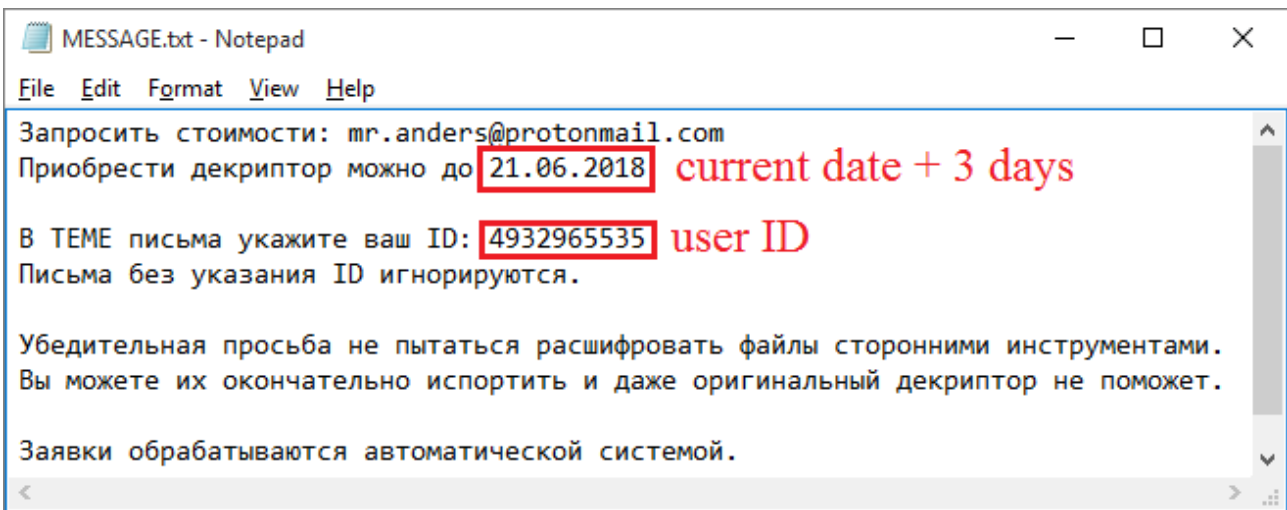 MESSAGE.txt - Notepad
File Edit Format View Help
Запросить стоимости: mr.anders@protonmail.com
Приобрести декриптор можно до 21.06.2018 current date + 3 days
В ТЕМЕ письма укажите ваш ID: 4932965535 user ID
Письма без указания ID игнорируются.
Убедительная просьба не пытаться расшифровать файлы сторонними инструментами.
Вы можете их окончательно испортить и даже оригинальный декриптор не поможет.
Заявки обрабатываются автоматической системой.